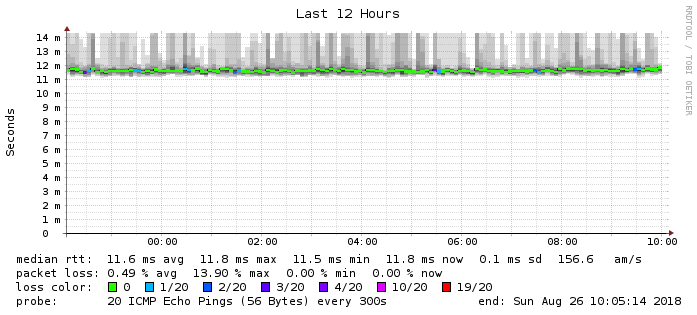 Last 12 Hours
RRDTOOL / TOBI OETIKER
Seconds
14 m
13 m
12 m
11 m
10 m
9 m
8 m
7 m
6 m
5 m
4 m
3 m
2 m
1 m
0
00:00 02:00 04:00 06:00 08:00 10:00
median rtt: 11.6 ms avg 11.8 ms max 11.5 ms min 11.8 ms now 0.1 ms sd 156.6 am/s
packet loss: 0.49 % avg 13.90 % max 0.00 % min 0.00 % now
loss color: 0 1/20 2/20 3/20 4/20 10/20 19/20
probe: 20 ICMP Echo Pings (56 Bytes) every 300s end: Sun Aug 26 10:05:14 2018